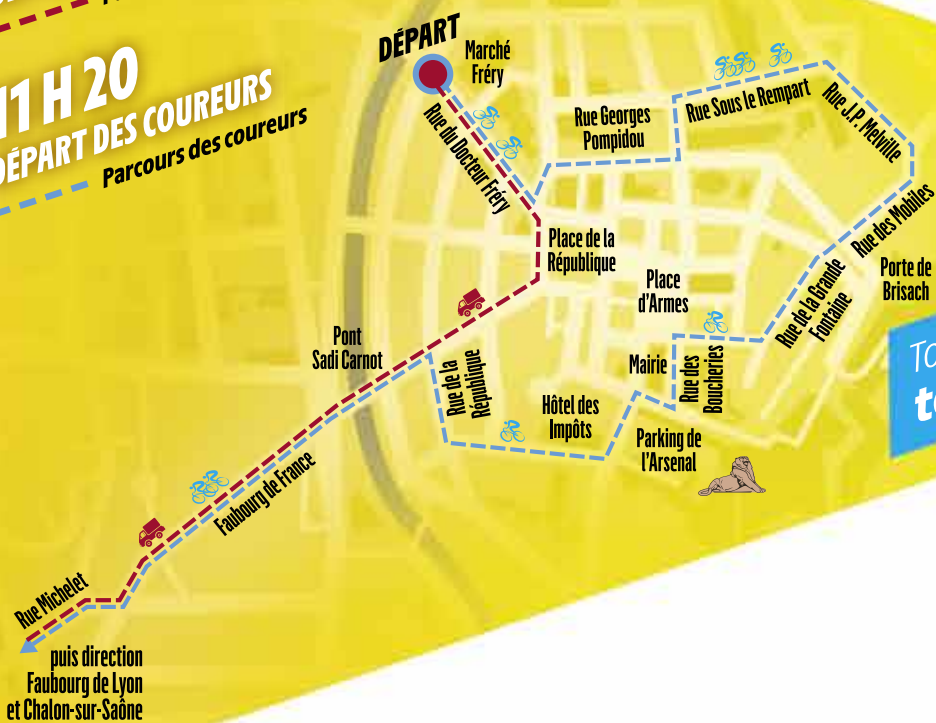 11 H 20
DÉPART DES COUREURS
Parcours des coureurs
DÉPART
Marché
Fréry
Rue du Docteur Fréry
Rue Georges
Pompidou
Rue Sous le Rempart
Rue J.P. Melville
Rue des Mobiles
Porte de
Brisach
Rue de la Grande
Fontaine
Place de la
République
Place
d'Armes
Pont
Sadi Carnot
Rue de la
République
Mairie
Rue des
Boucheries
Hôtel des
Impôts
Parking de
l'Arsenal
Faubourg de France
Rue Michelet
puis direction
Faubourg de Lyon
et Chalon-sur-Saône